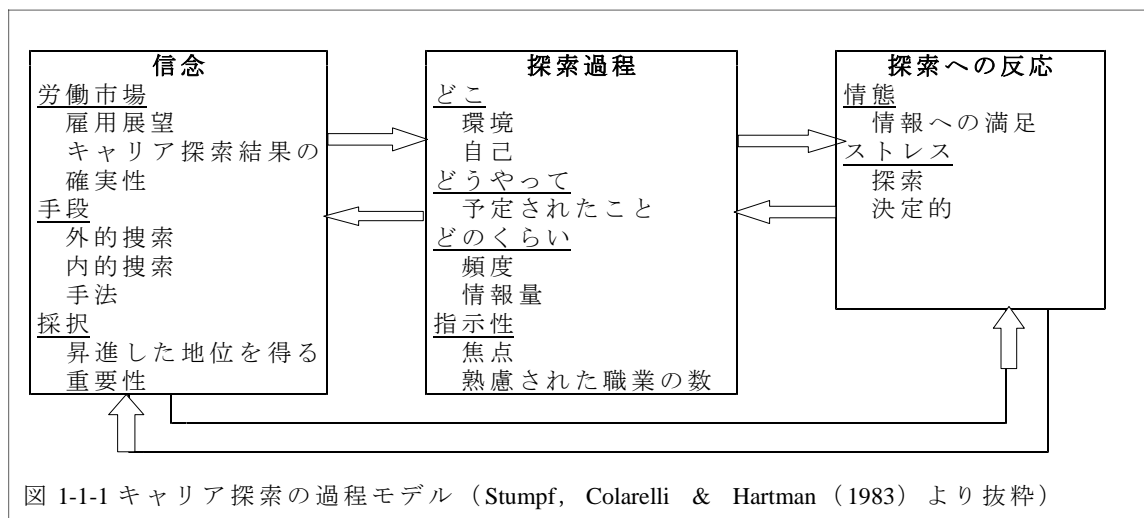 信念
労働市場
雇用展望
キャリア探索結果の
確実性
手段
外的捜索
内的捜索
手法
採択
昇進した地位を得る
重要性
探索過程
どこ
環境
自己
どうやって
予定されたこと
どのくらい
頻度
情報量
指示性
焦点
熟慮された職業の数
探索への反応
情態
情報への満足
ストレス
探索
決定的
図 1-1-1 キャリア探索の過程モデル（Stumpf, Colarelli & Hartman（1983）より抜粋）